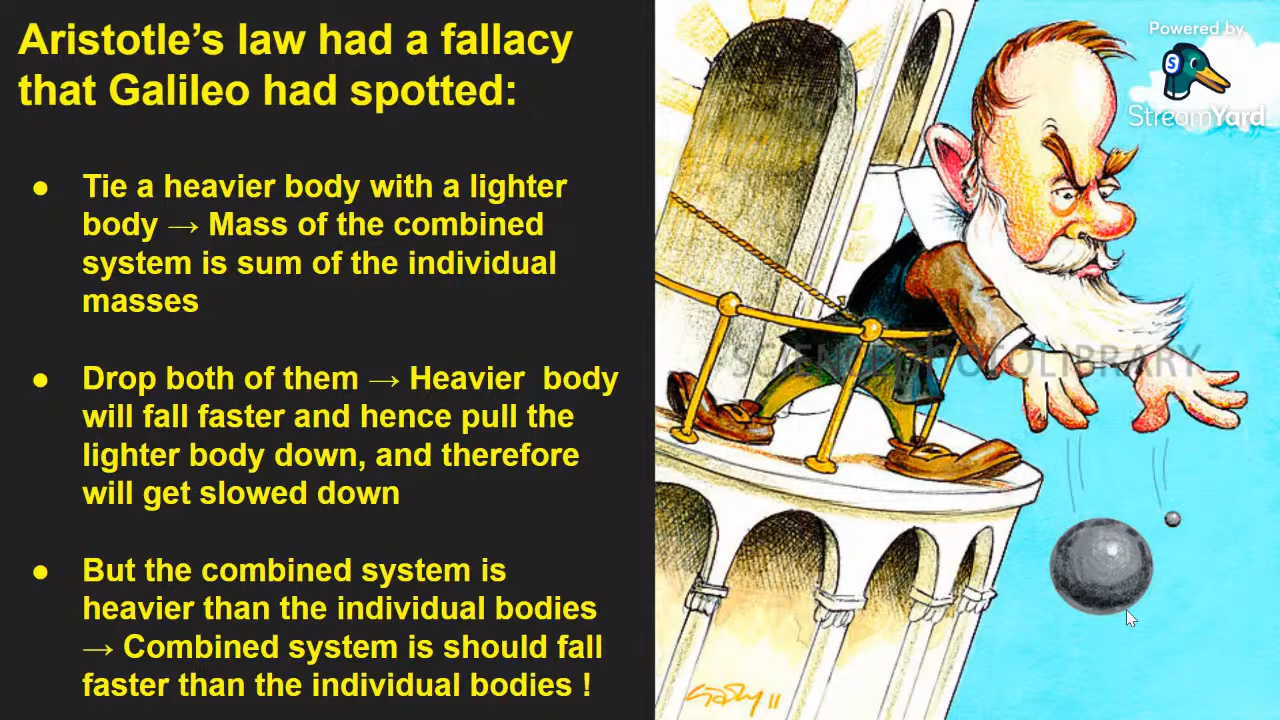 Aristotle’s law had a fallacy
that Galileo had spotted:
● Tie a heavier body with a lighter
body → Mass of the combined
system is sum of the individual
masses
● Drop both of them → Heavier body
will fall faster and hence pull the
lighter body down, and therefore
will get slowed down
● But the combined system is
heavier than the individual bodies
→ Combined system is should fall
faster than the individual bodies !
Powered by
S
StreamYard
SCIENCEPHOTOLIBRARY